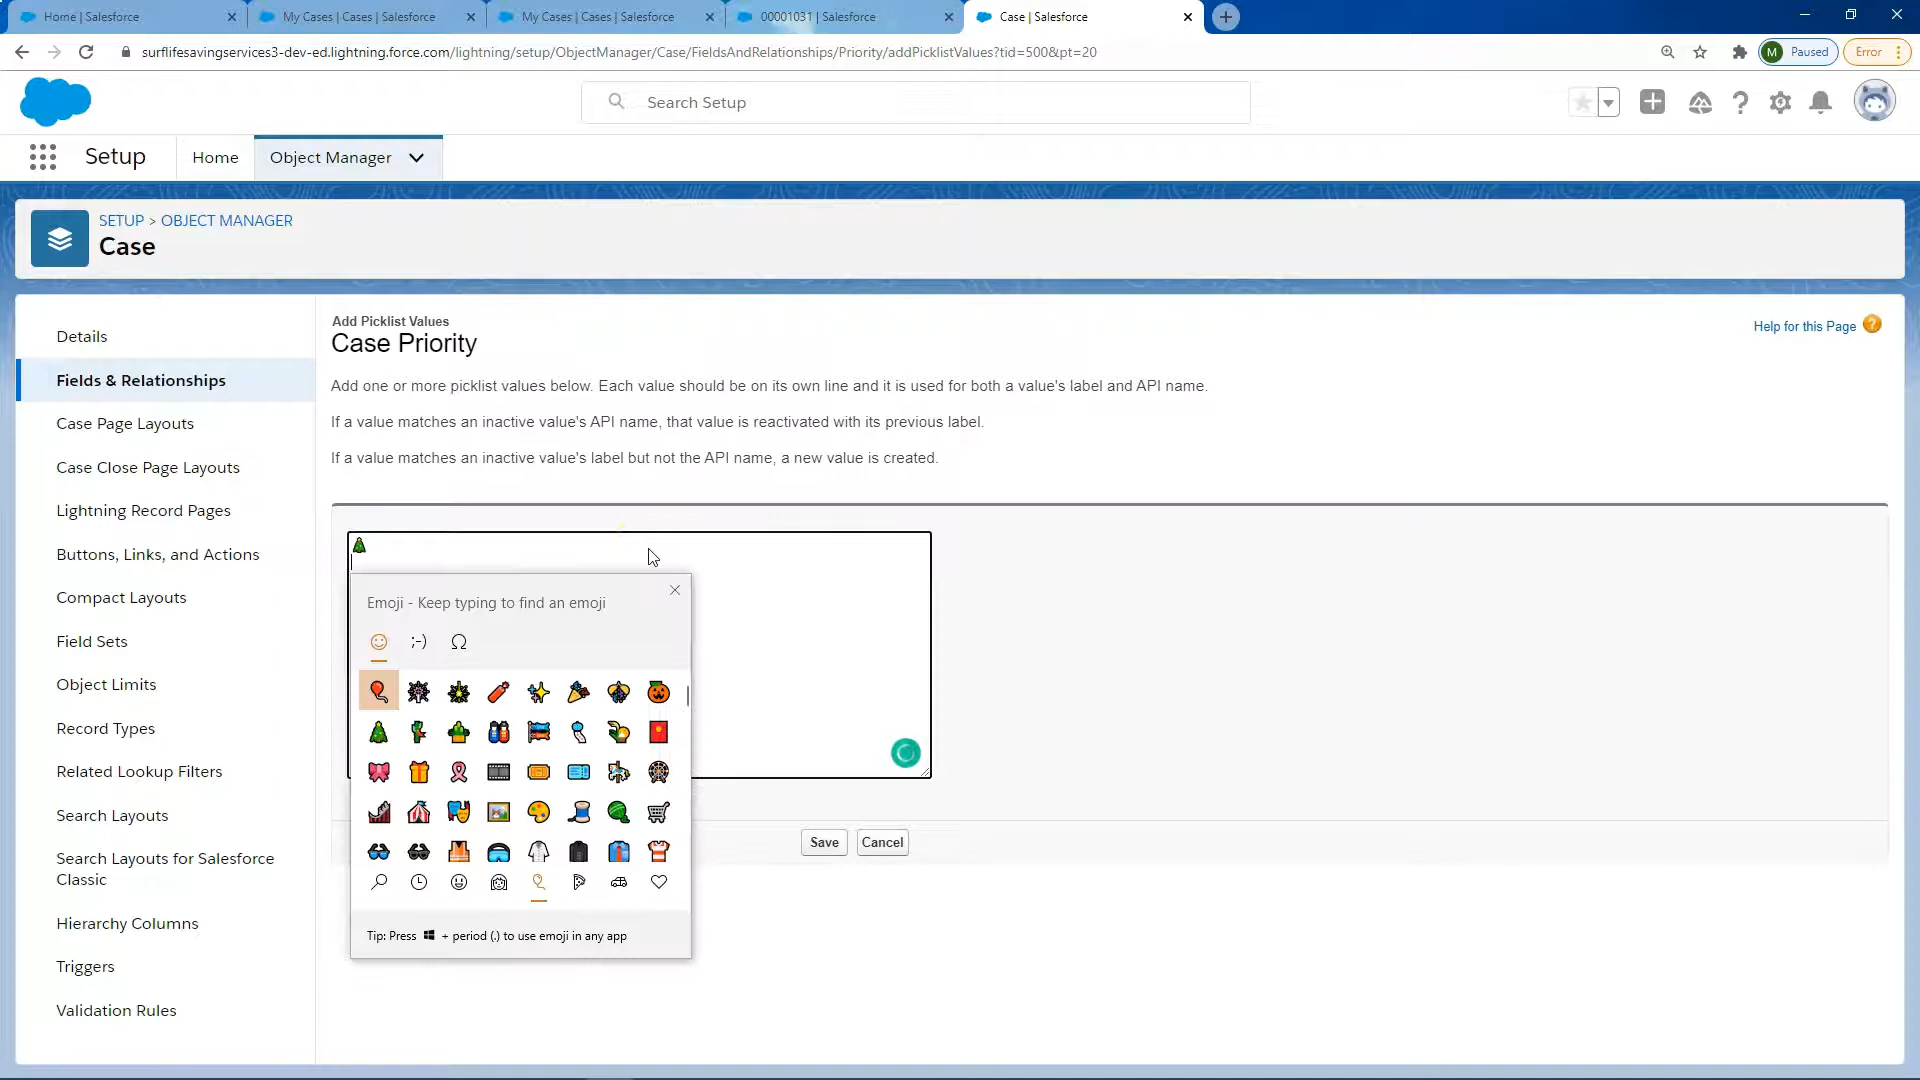 Home | Salesforce
My Cases | Cases | Salesforce
My Cases | Cases | Salesforce
00001031 | Salesforce
Case | Salesforce
surflifesavingservices3-dev-ed.lightning.force.com/lightning/setup/ObjectManager/Case/FieldsAndRelationships/Priority/addPicklistValues?tid=500&pt=20
M Paused
Error
Search Setup
Setup
Home
Object Manager
SETUP > OBJECT MANAGER
Case
Details
Fields & Relationships
Case Page Layouts
Case Close Page Layouts
Lightning Record Pages
Buttons, Links, and Actions
Compact Layouts
Field Sets
Object Limits
Record Types
Related Lookup Filters
Search Layouts
Search Layouts for Salesforce
Classic
Hierarchy Columns
Triggers
Validation Rules
Add Picklist Values
Case Priority
Help for this Page
Add one or more picklist values below. Each value should be on its own line and it is used for both a value's label and API name.
If a value matches an inactive value's API name, that value is reactivated with its previous label.
If a value matches an inactive value's label but not the API name, a new value is created.
🎄
Emoji - Keep typing to find an emoji
;-)
Ω
Save
Cancel
Tip: Press + period (.) to use emoji in any app